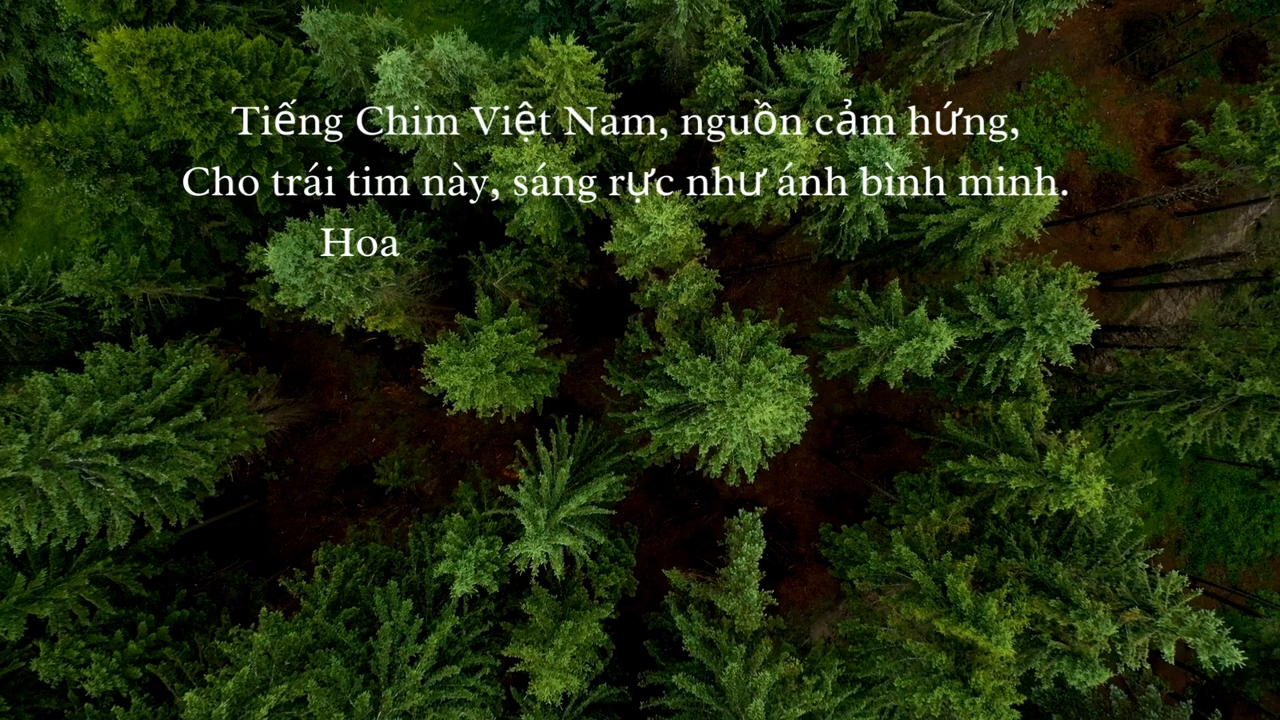 Tiếng Chim Việt Nam, nguồn cảm hứng,
Cho trái tim này, sáng rực như ánh bình minh.
Hoa